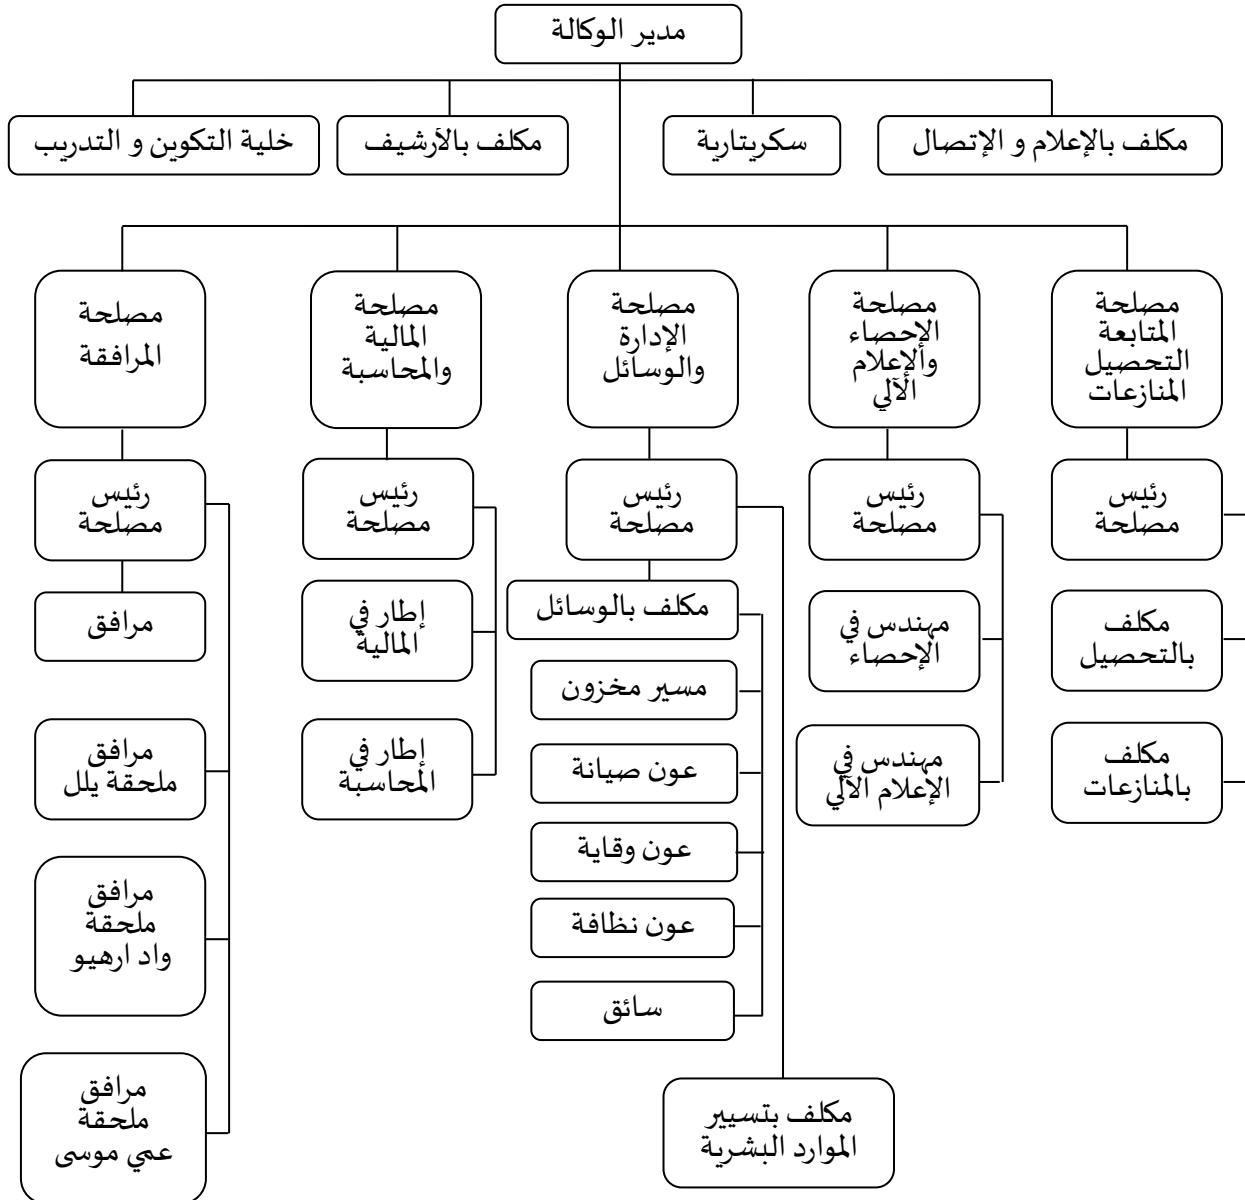 مدير الوكالة
مكلف بالإعلام و الإتصال
سكريتارية
مكلف بالآرشيف
خلية التكوين و التدريب
مصلحة
المتابعة
التحصيل
المنازعات
مصلحة
الإحصاء
والإعلام
الآلي
مصلحة
الإدارة
والوسائل
مصلحة
المالية
والمحاسبة
مصلحة
المرافقة
رئيس
مصلحة
رئيس
مصلحة
رئيس
مصلحة
رئيس
مصلحة
رئيس
مصلحة
مكلف
بالتحصيل
مهندس في
الإحصاء
مكلف بالوسائل
إطار في
المالية
مرافق
مسير مخزون
مكلف
بالمنازعات
مهندس في
الإعلام الآلي
عون صيانة
إطار في
المحاسبة
مرافق
ملحقة يلل
عون وقاية
عون نظافة
مرافق
ملحقة
واد ارهيو
سائق
مكلف بتسيير
الموارد البشرية
مرافق
ملحقة
عمي موسى